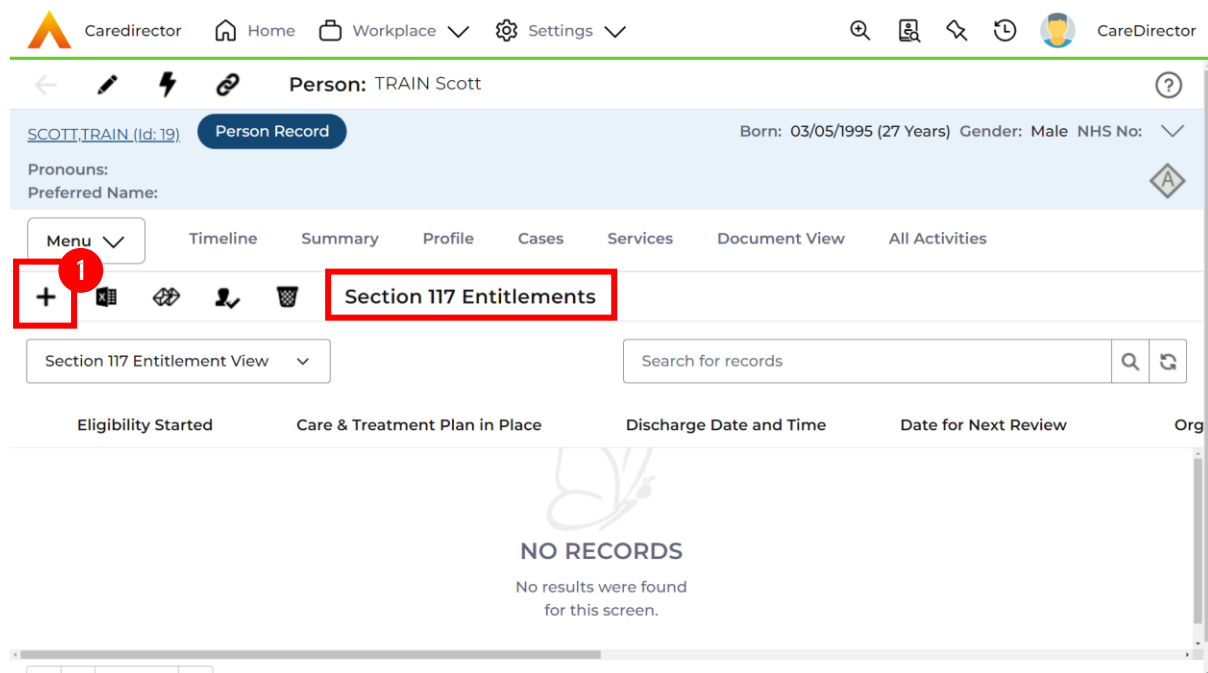 Caredirector Home Workplace Settings CareDirector
Person: TRAIN Scott
SCOTT,TRAIN (Id: 19) Person Record Born: 03/05/1995 (27 Years) Gender: Male NHS No:
Pronouns:
Preferred Name:
A
Menu Timeline Summary Profile Cases Services Document View All Activities
1
Section 117 Entitlements
Section 117 Entitlement View Search for records
Eligibility Started Care & Treatment Plan in Place Discharge Date and Time Date for Next Review Org
NO RECORDS
No results were found
for this screen.